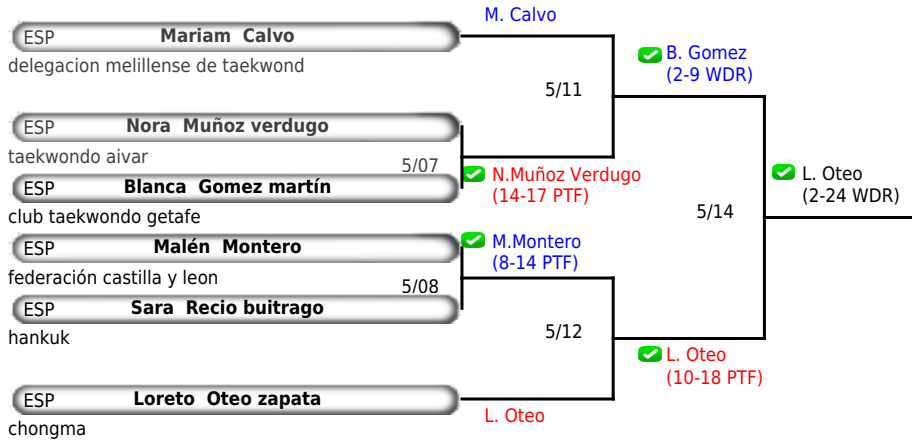 M. Calvo
ESP Mariam Calvo
delegacion melillense de taekwond
B. Gomez
(2-9 WDR)
5/11
ESP Nora Muñoz verdugo
taekwondo aivar
5/07
N.Muñoz Verdugo
(14-17 PTF)
ESP Blanca Gomez martín
club taekwondo getafe
L. Oteo
(2-24 WDR)
5/14
ESP Malén Montero
federación castilla y leon
M.Montero
(8-14 PTF)
5/08
ESP Sara Recio buitrago
hankuk
5/12
L. Oteo
(10-18 PTF)
ESP Loreto Oteo zapata
chongma
L. Oteo